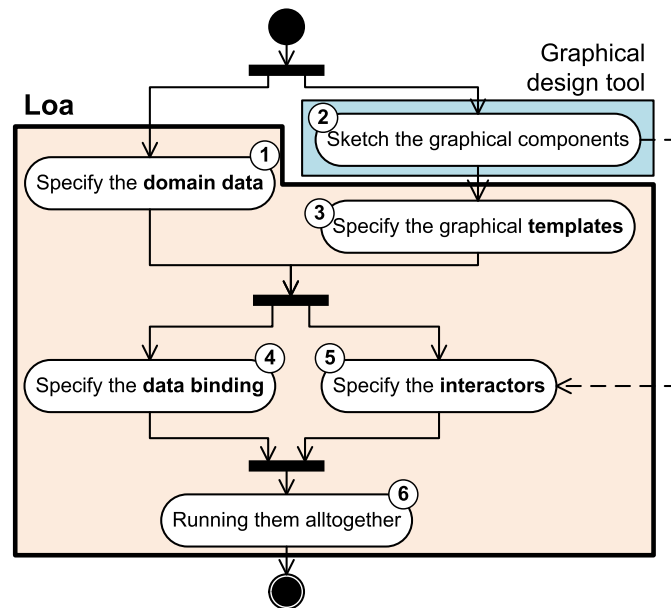 Graphical
design tool
Loa
2
Sketch the graphical components
1
Specify the domain data
3
Specify the graphical templates
4
Specify the data binding
5
Specify the interactors
6
Running them alltogether